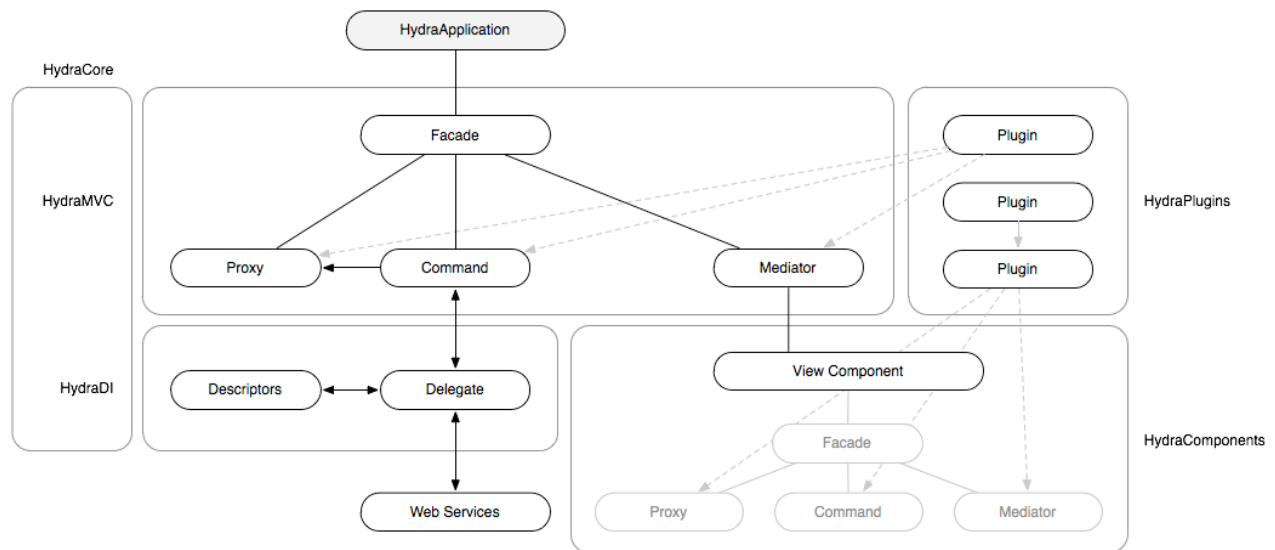 HydraApplication
HydraCore
Facade
Plugin
HydraMVC
Plugin
HydraPlugins
Proxy
Command
Mediator
Plugin
View Component
HydraDI
Descriptors
Delegate
Facade
HydraComponents
Web Services
Proxy
Command
Mediator